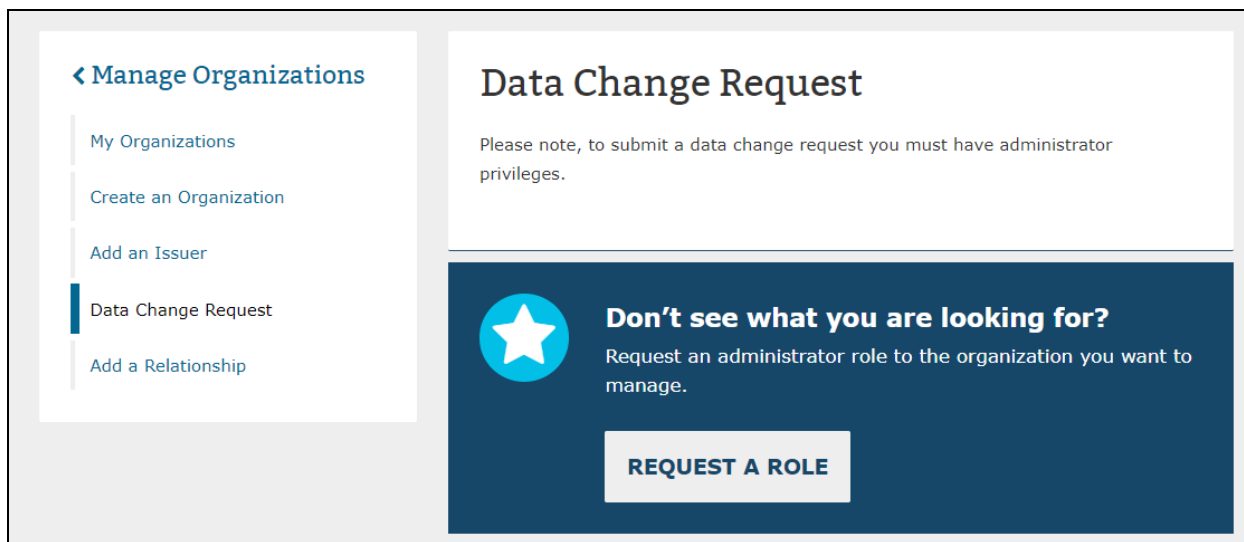 Manage Organizations
My Organizations
Create an Organization
Add an Issuer
Data Change Request
Add a Relationship
Data Change Request
Please note, to submit a data change request you must have administrator
privileges.
Don’t see what you are looking for?
Request an administrator role to the organization you want to
manage.
REQUEST A ROLE